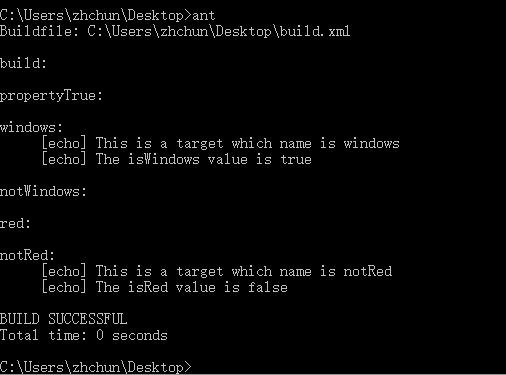 C:\Users\zhchun\Desktop>ant
Buildfile: C:\Users\zhchun\Desktop\build.xml
build:
propertyTrue:
windows:
[echo] This is a target which name is windows
[echo] The isWindows value is true
notWindows:
red:
notRed:
[echo] This is a target which name is notRed
[echo] The isRed value is false
BUILD SUCCESSFUL
Total time: 0 seconds
C:\Users\zhchun\Desktop>